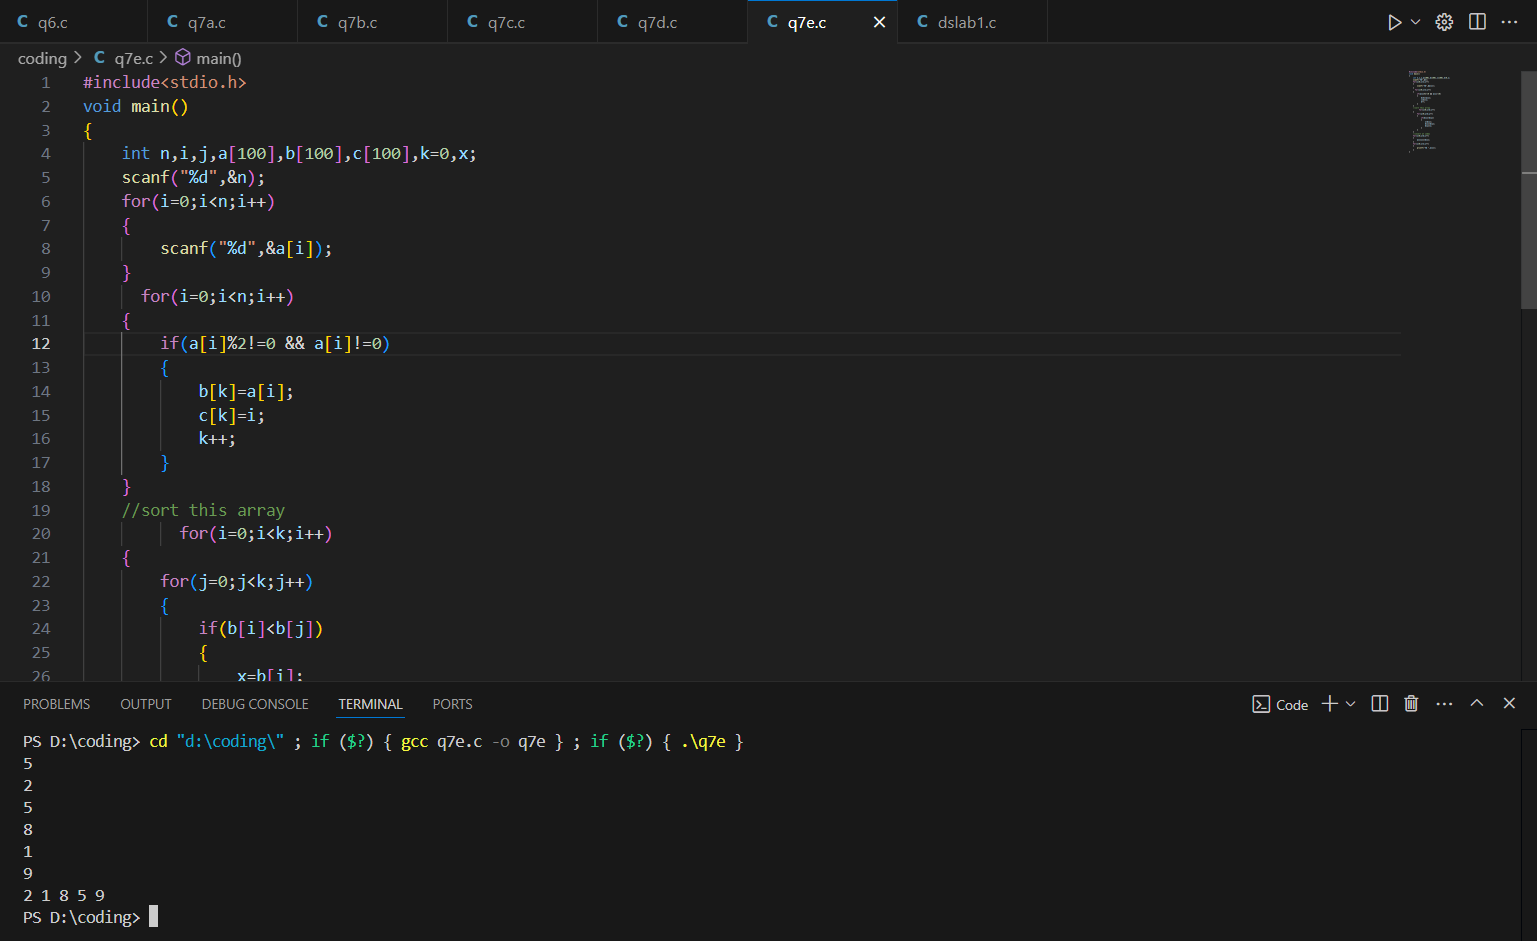 C q6.c C q7a.c C q7b.c C q7c.c C q7d.c C q7e.c C dslab1.c
coding > C q7e.c > main()
1 #include<stdio.h>
2 void main()
3 {
4 int n,i,j,a[100],b[100],c[100],k=0,x;
5 scanf("%d",&n);
6 for(i=0;i<n;i++)
7 {
8 scanf("%d",&a[i]);
9 }
10 for(i=0;i<n;i++)
11 {
12 if(a[i]%2!=0 && a[i]!=0)
13 {
14 b[k]=a[i];
15 c[k]=i;
16 k++;
17 }
18 }
19 //sort this array
20 for(i=0;i<k;i++)
21 {
22 for(j=0;j<k;j++)
23 {
24 if(b[i]<b[j])
25 {
26 x=b[i];
PROBLEMS OUTPUT DEBUG CONSOLE TERMINAL PORTS Code
PS D:\coding> cd "d:\coding\" ; if ($?) { gcc q7e.c -o q7e } ; if ($?) { .\q7e }
5
2
5
8
1
9
2 1 8 5 9
PS D:\coding>